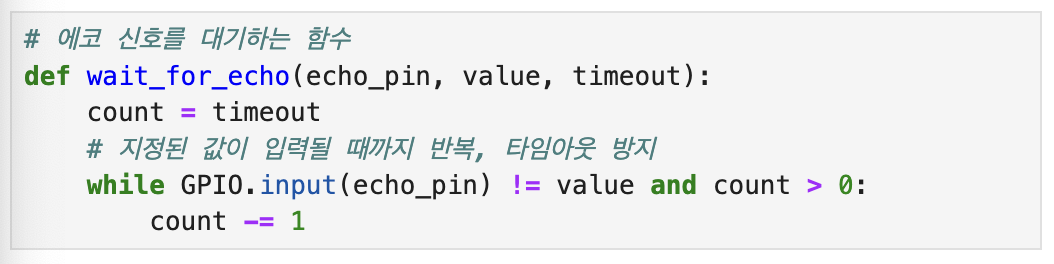 # 에코 신호를 대기하는 함수
def wait_for_echo(echo_pin, value, timeout):
    count = timeout
    # 지정된 값이 입력될 때까지 반복, 타임아웃 방지
    while GPIO.input(echo_pin) != value and count > 0:
        count -= 1